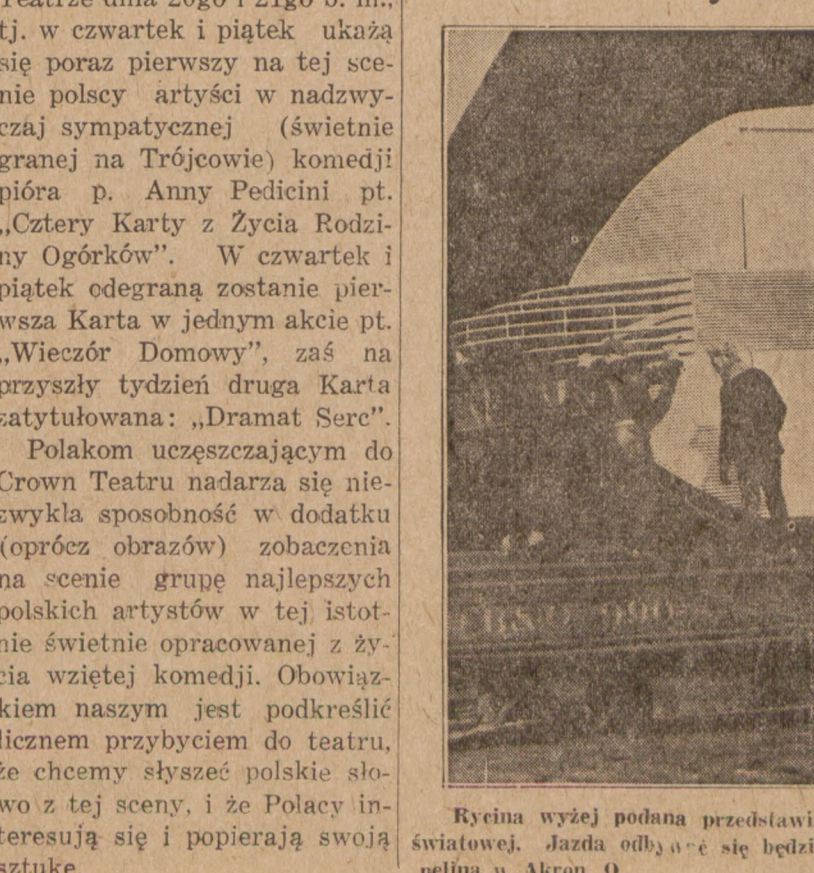 Teatrze dnia 20go i 21go b. m.,
tj. w czwartek i piątek ukażą
się poraz pierwszy na tej sce-
nie polscy artyści w nadzwy-
czaj sympatycznej (świetnie
granej na Trójcowie) komedji
pióra p. Anny Pedicini pt.
„Cztery Karty z Życia Rodzi-
ny Ogórków”. W czwartek i
piątek odegraną zostanie pier-
wsza Karta w jednym akcie pt.
„Wieczór Domowy”, zaś na
przyszły tydzień druga Karta
zatytułowana: „Dramat Serc”.
Polakom uczęszczającym do
Crown Teatru nadarza się nie-
zwykla sposobność w dodatku
(oprócz obrazów) zobaczenia
na scenie grupę najlepszych
polskich artystów w tej istot-
nie świetnie opracowanej z ży-
cia wziętej komedji. Obowiąz-
kiem naszym jest podkreślić
licznem przybyciem do teatru,
że chcemy słyszeć polskie sło-
wo z tej sceny, i że Polacy in-
teresują się i popierają swoją
sztukę
Rycina wyżej podana przedstawi
światowej. Jazda odbywać się będzi
pelina w Akron, O.